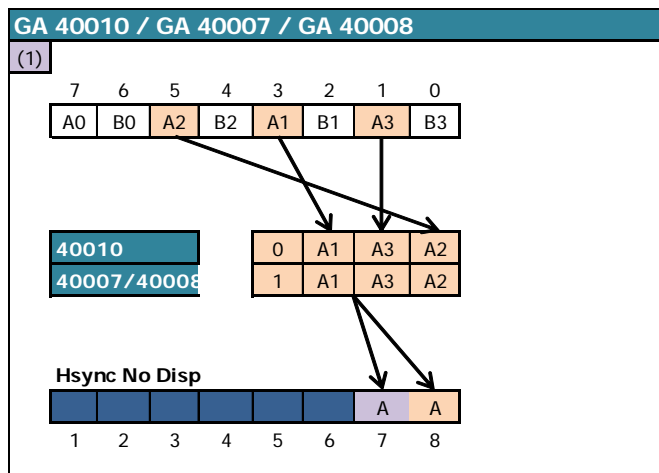 GA 40010 / GA 40007 / GA 40008
(1)
7 6 5 4 3 2 1 0
A0 B0 A2 B2 A1 B1 A3 B3
40010 0 A1 A3 A2
40007/40008 1 A1 A3 A2
Hsync No Disp
A A
1 2 3 4 5 6 7 8